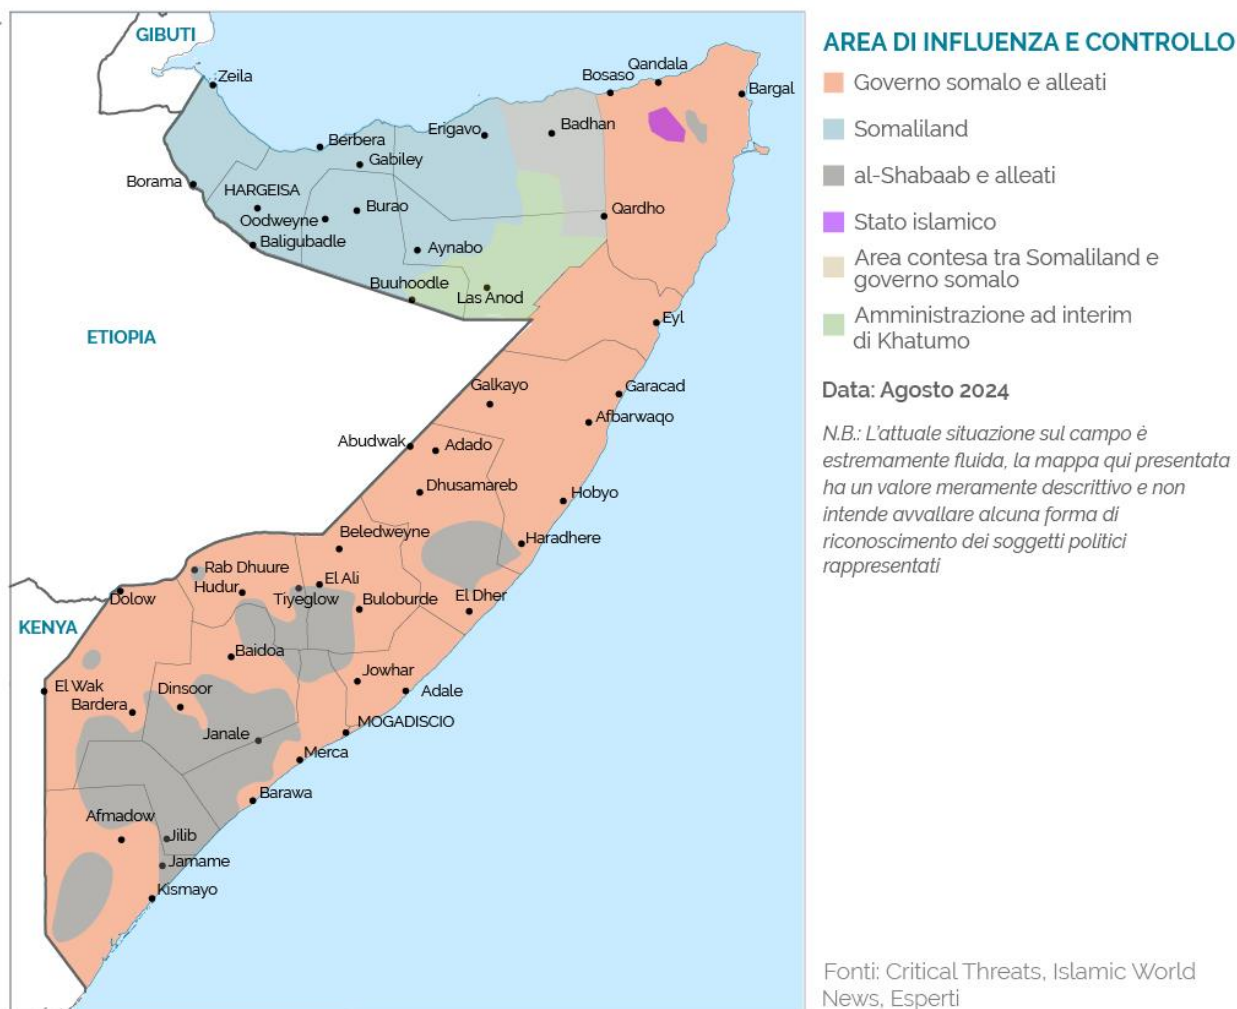 GIBUTI
Zeila
Qandala
Bosaso
Bargal
Erigavo
Badhan
Berbera
Gabiley
Borama
HARGEISA
Oodweyne
Burao
Qardho
Baligubadle
Aynabo
Buuhoodle
Las Anod
ETIOPIA
Eyl
Galkayo
Garacad
Afbarwaqo
Abudwak
Adado
Dhusamareb
Hobyo
Beledweyne
Haradhere
Rab Dhuure
El Ali
Hudur
Tiyeglow
Buloburde
El Dher
Dolow
KENYA
Baidoa
Jowhar
El Wak
Dinsoor
Adale
Bardera
MOGADISCIO
Janale
Merca
Barawa
Afmadow
Jilib
Jamame
Kismayo
AREA DI INFLUENZA E CONTROLLO
Governo somalo e alleati
Somaliland
al-Shabaab e alleati
Stato islamico
Area contesa tra Somaliland e
governo somalo
Amministrazione ad interim
di Khatumo
Data: Agosto 2024
N.B.: L'attuale situazione sul campo è
estremamente fluida, la mappa qui presentata
ha un valore meramente descrittivo e non
intende avvallare alcuna forma di
riconoscimento dei soggetti politici
rappresentati
Fonti: Critical Threats, Islamic World
News, Esperti